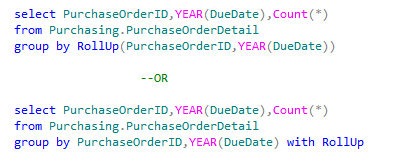 select PurchaseOrderID,YEAR(DueDate),Count(*)
from Purchasing.PurchaseOrderDetail
group by RollUp(PurchaseOrderID,YEAR(DueDate))
--OR
select PurchaseOrderID,YEAR(DueDate),Count(*)
from Purchasing.PurchaseOrderDetail
group by PurchaseOrderID,YEAR(DueDate) with RollUp